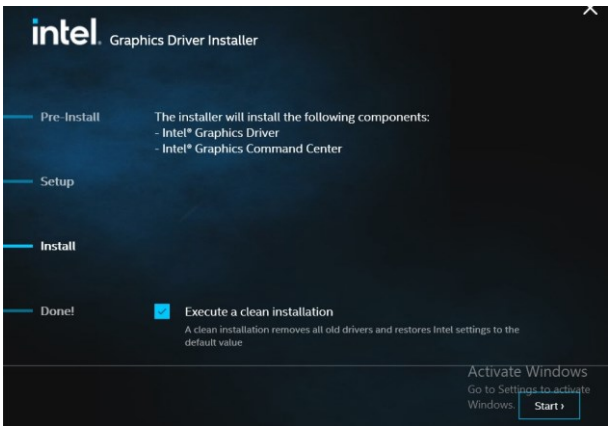 intel. Graphics Driver Installer
Pre-Install
The installer will install the following components:
- Intel® Graphics Driver
- Intel® Graphics Command Center
Setup
Install
Done!
Execute a clean installation
A clean installation removes all old drivers and restores Intel settings to the
default value
Activate Windows
Go to Settings to activate
Windows.
Start ›